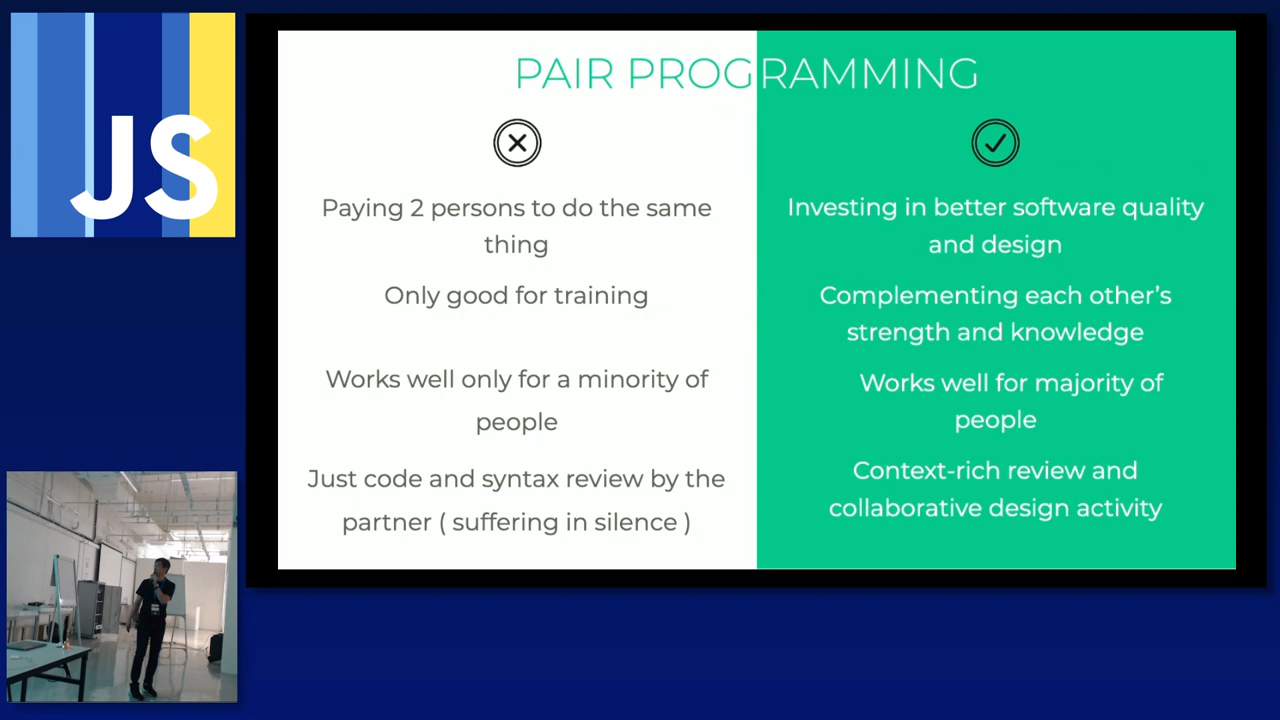 JS
PAIR PROGRAMMING
Paying 2 persons to do the same
thing
Only good for training
Works well only for a minority of
people
Just code and syntax review by the
partner ( suffering in silence )
Investing in better software quality
and design
Complementing each other’s
strength and knowledge
Works well for majority of
people
Context-rich review and
collaborative design activity